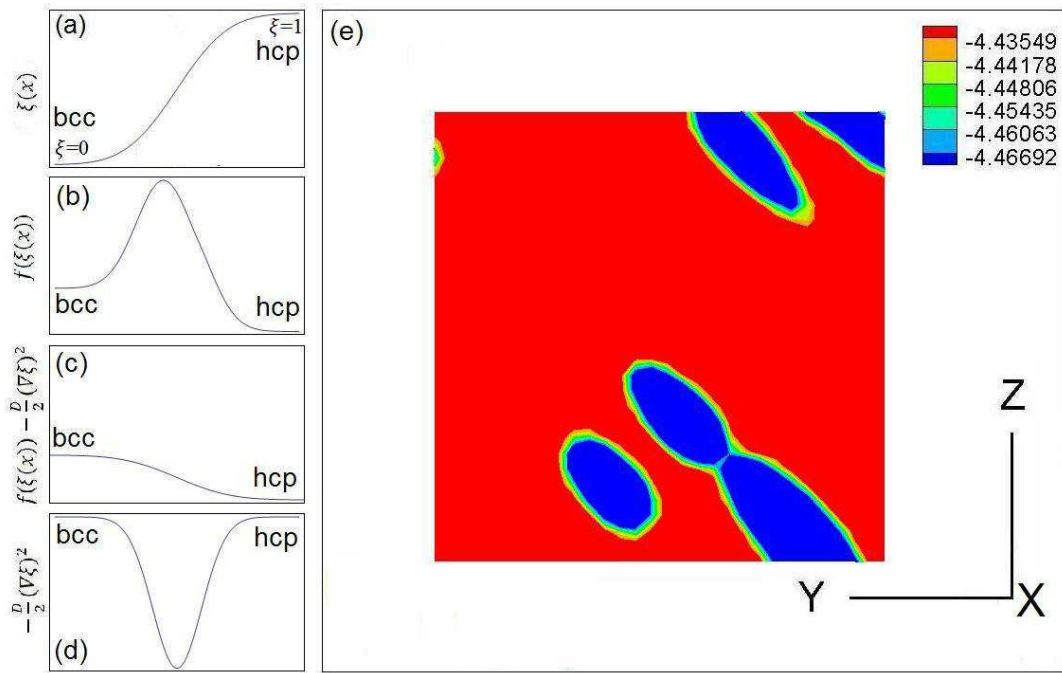 (a)
ξ=1
hcp
bcc
ξ=0
ξ(x)
(b)
bcc
hcp
f(ξ(x))
(c)
bcc
hcp
f(ξ(x)) − D/2 (∇ξ)²
bcc
hcp
(d)
− D/2 (∇ξ)²
(e)
-4.43549
-4.44178
-4.44806
-4.45435
-4.46063
-4.46692
Z
Y
X